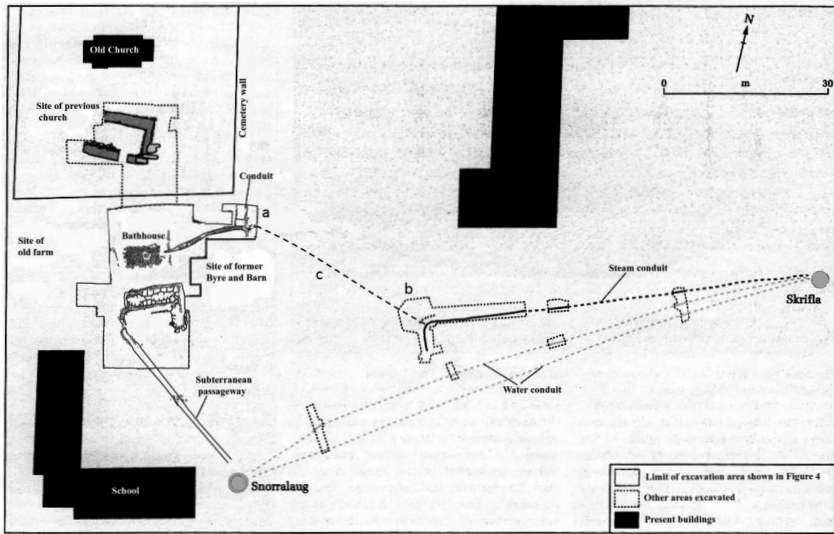 Old Church
N
0
m
30
Site of previous
church
Cemetery wall
Conduit
a
Bathhouse
Site of
old farm
Site of former
Byre and Barn
c
b
Steam conduit
Skrifla
Water conduit
Subterranean
passageway
School
Snorralaug
Limit of excavation area shown in Figure 4
Other areas excavated
Present buildings